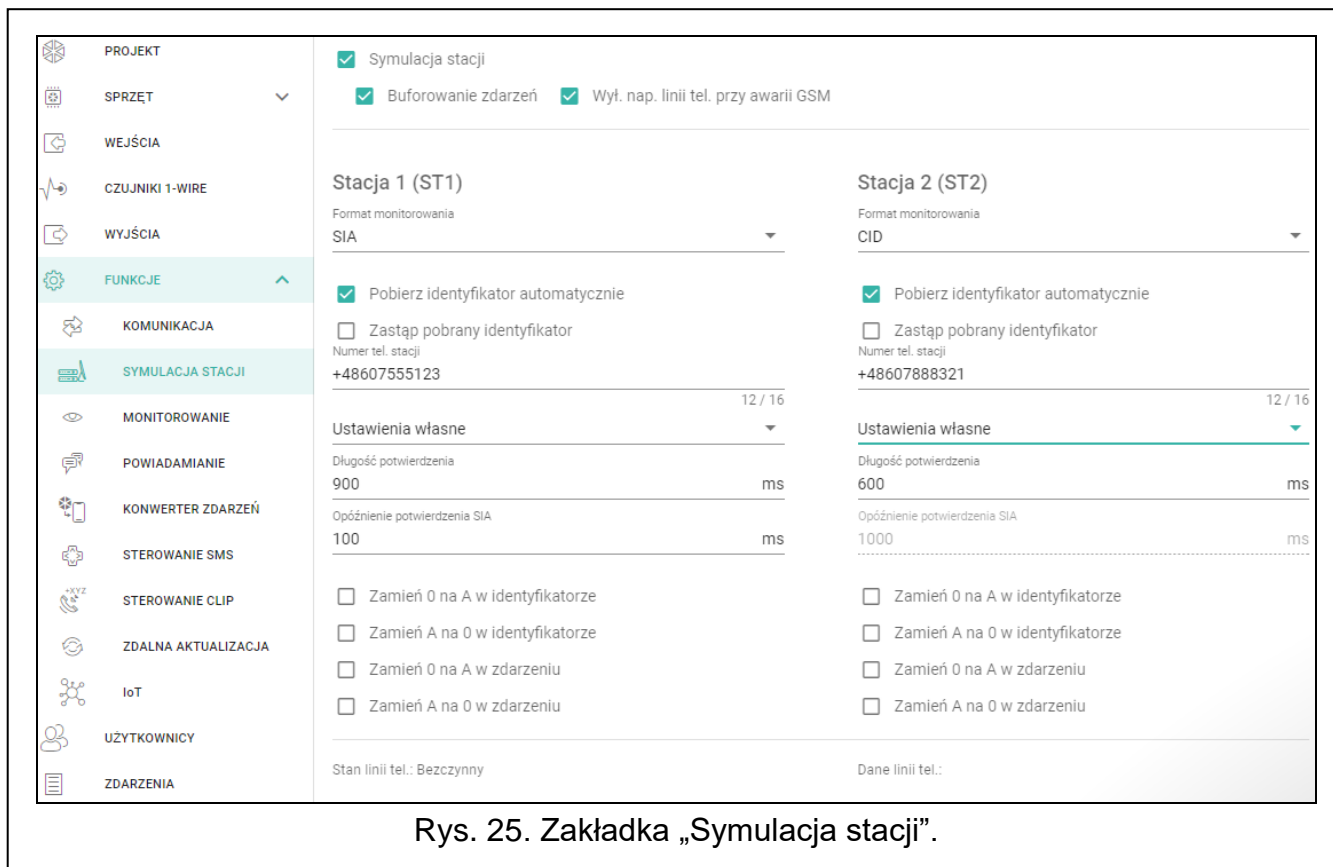 PROJEKT
SPRZĘT
WEJŚCIA
CZUJNIKI 1-WIRE
WYJŚCIA
FUNKCJE
KOMUNIKACJA
SYMULACJA STACJI
MONITOROWANIE
POWIADAMIANIE
KONWERTER ZDARZEŃ
STEROWANIE SMS
+XYZ
STEROWANIE CLIP
ZDALNA AKTUALIZACJA
IoT
UŻYTKOWNICY
ZDARZENIA
Symulacja stacji
Buforowanie zdarzeń Wył. nap. linii tel. przy awarii GSM
Stacja 1 (ST1)
Format monitorowania
SIA
Pobierz identyfikator automatycznie
Zastąp pobrany identyfikator
Numer tel. stacji
+48607555123
12 / 16
Ustawienia własne
Długość potwierdzenia
900 ms
Opóźnienie potwierdzenia SIA
100 ms
Zamień 0 na A w identyfikatorze
Zamień A na 0 w identyfikatorze
Zamień 0 na A w zdarzeniu
Zamień A na 0 w zdarzeniu
Stan linii tel.: Bezczynny
Stacja 2 (ST2)
Format monitorowania
CID
Pobierz identyfikator automatycznie
Zastąp pobrany identyfikator
Numer tel. stacji
+48607888321
12 / 16
Ustawienia własne
Długość potwierdzenia
600 ms
Opóźnienie potwierdzenia SIA
1000 ms
Zamień 0 na A w identyfikatorze
Zamień A na 0 w identyfikatorze
Zamień 0 na A w zdarzeniu
Zamień A na 0 w zdarzeniu
Dane linii tel.:
Rys. 25. Zakładka „Symulacja stacji”.